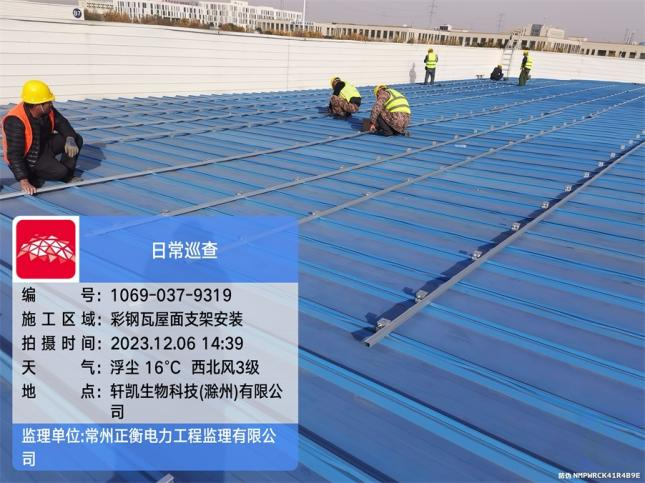 日常巡查
编 号：1069-037-9319
施工区域：彩钢瓦屋面支架安装
拍摄时间：2023.12.06 14:39
天 气：浮尘 16℃ 西北风3级
地 点：轩凯生物科技(滁州)有限公
司
监理单位:常州正衡电力工程监理有限公
司
防伪 NMPWRCK41R4B9E